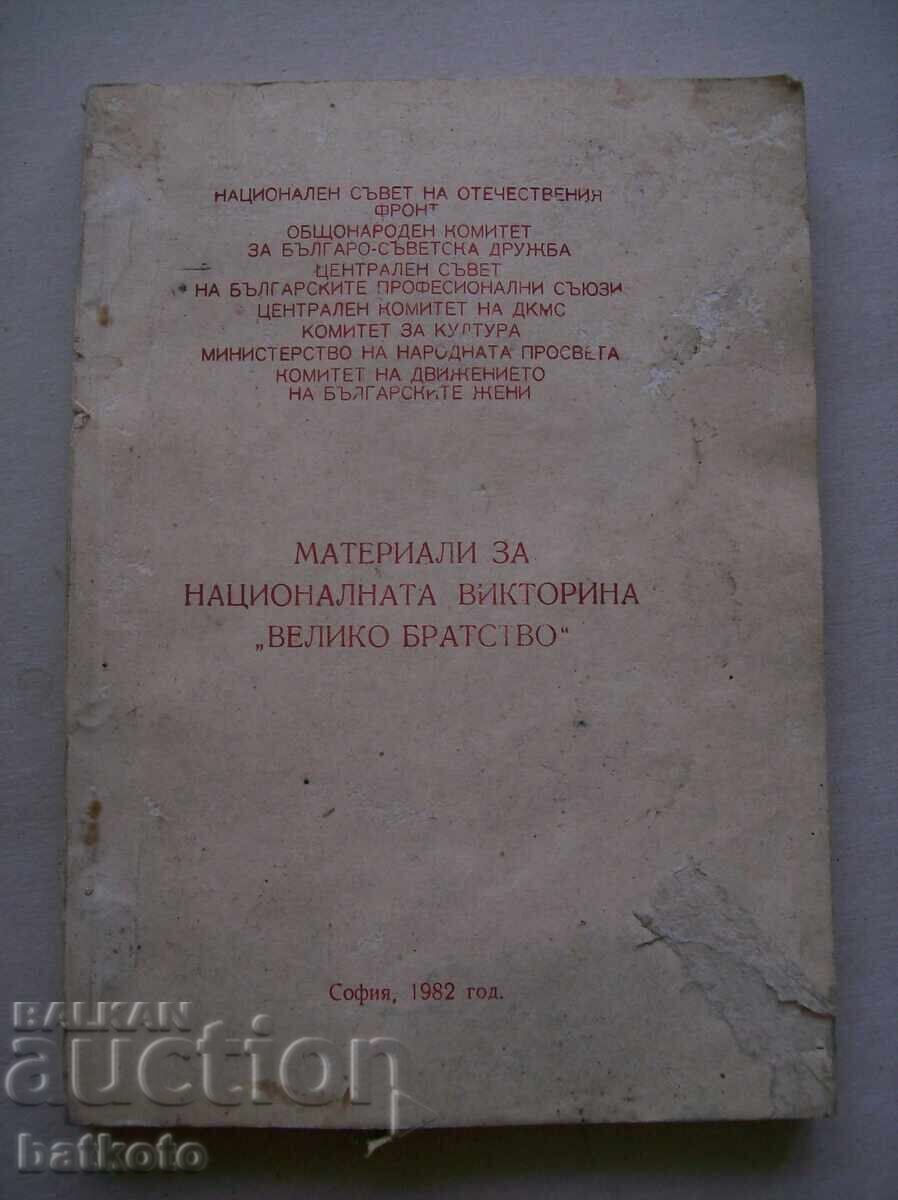 НАЦИОНАЛЕН СЪВЕТ НА ОТЕЧЕСТВЕНИЯ
ФРОНТ
ОБЩОНАРОДЕН КОМИТЕТ
ЗА БЪЛГАРО-СЪВЕТСКА ДРУЖБА
ЦЕНТРАЛЕН СЪВЕТ
НА БЪЛГАРСКИТЕ ПРОФЕСИОНАЛНИ СЪЮЗИ
ЦЕНТРАЛЕН КОМИТЕТ НА ДКМС
КОМИТЕТ ЗА КУЛТУРА
МИНИСТЕРСТВО НА НАРОДНАТА ПРОСВЕТА
КОМИТЕТ НА ДВИЖЕНИЕТО
НА БЪЛГАРСКИТЕ ЖЕНИ
МАТЕРИАЛИ ЗА
НАЦИОНАЛНАТА ВИКТОРИНА
„ВЕЛИКО БРАТСТВО“
София, 1982 год.
BALKAN
auction
batkoto